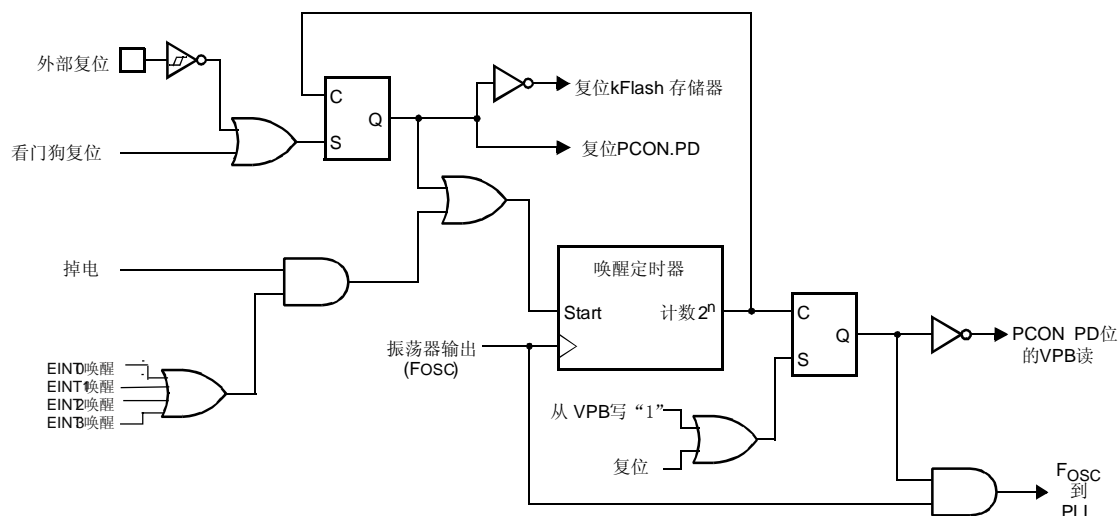 外部复位
看门狗复位
C
S
Q
复位kFlash 存储器
复位PCON.PD
掉电
EINT0唤醒
EINT1唤醒
EINT2唤醒
EINT3唤醒
唤醒定时器
Start
计数2ⁿ
振荡器输出
(FOSC)
从 VPB写“1”
复位
C
S
Q
PCON PD位
的VPB读
FOSC
到
PLL